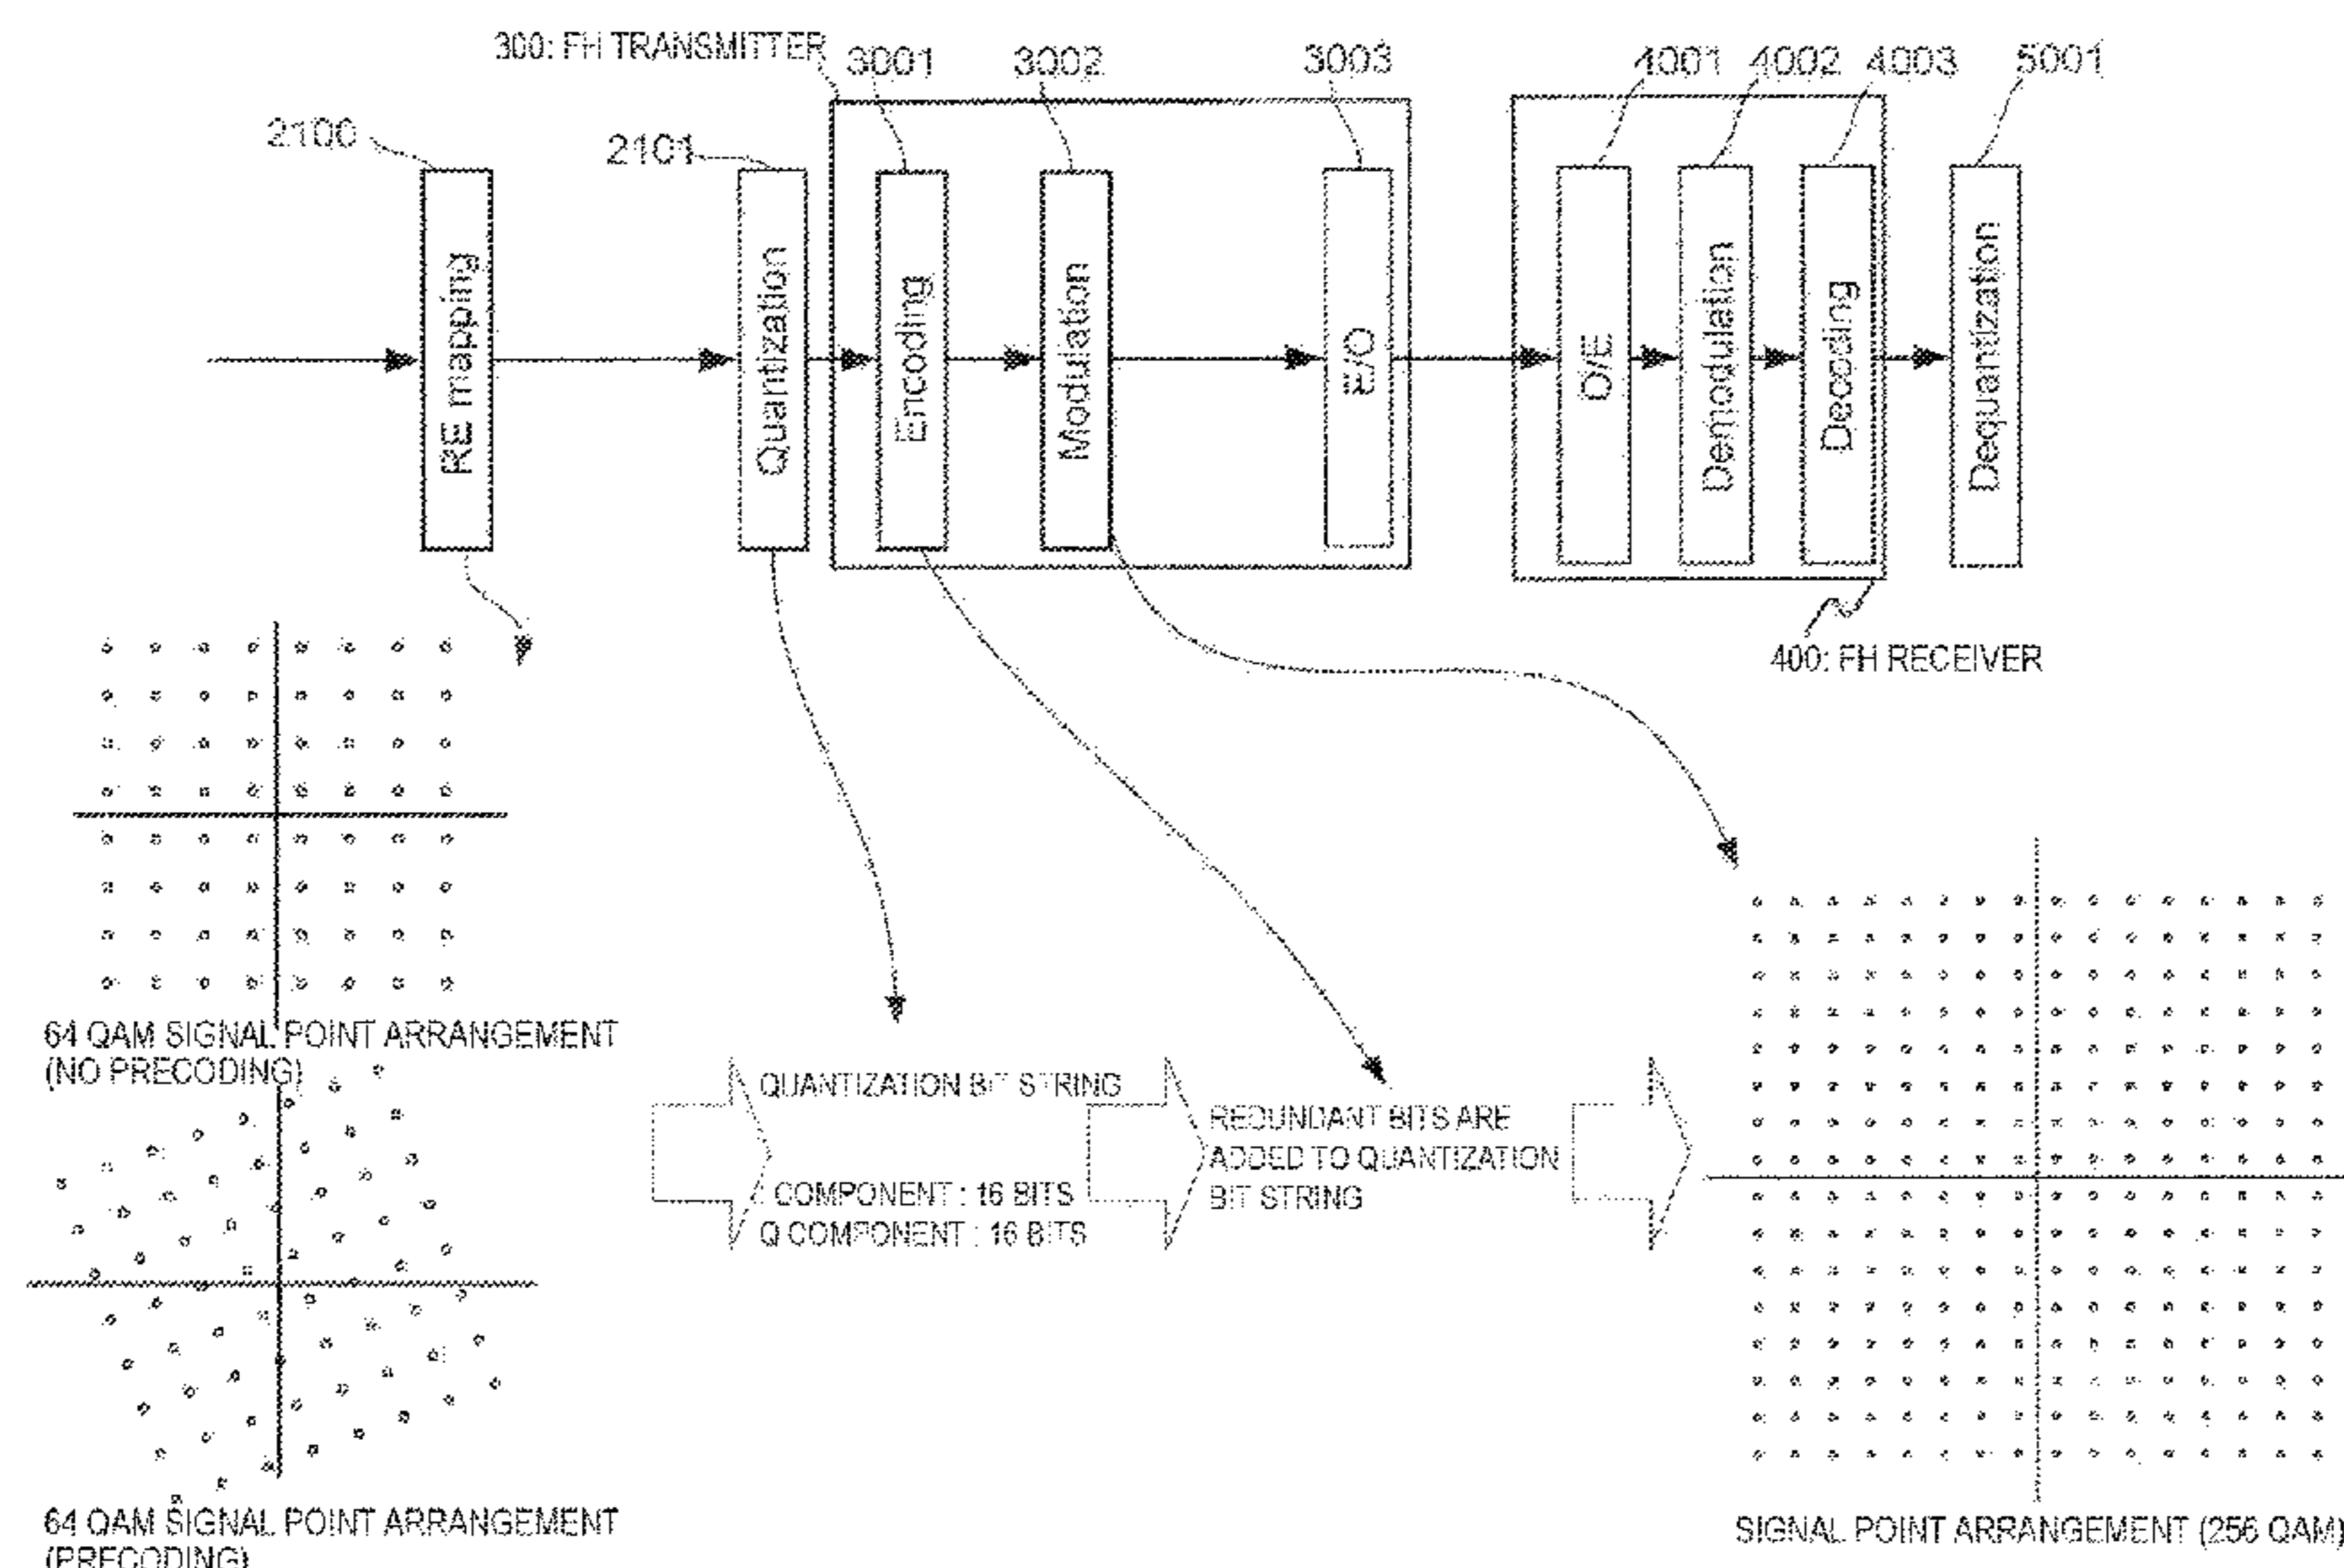 300: FH TRANSMITTER
3001
3002
3003
4001
4002
4003
5001
2100
2101
RE mapping
Quantization
Encoding
Modulation
E/O
O/E
Demodulation
Decoding
Dequantization
400: FH RECEIVER
64 QAM SIGNAL POINT ARRANGEMENT
(NO PRECODING)
QUANTIZATION BIT STRING
I COMPONENT : 16 BITS
Q COMPONENT : 16 BITS
REDUNDANT BITS ARE
ADDED TO QUANTIZATION
BIT STRING
64 QAM SIGNAL POINT ARRANGEMENT
(PRECODING)
SIGNAL POINT ARRANGEMENT (256 QAM)